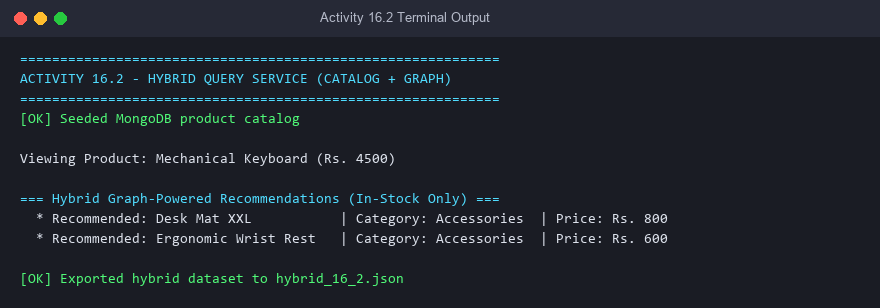 Activity 16.2 Terminal Output
============================================================
ACTIVITY 16.2 - HYBRID QUERY SERVICE (CATALOG + GRAPH)
============================================================
[OK] Seeded MongoDB product catalog
Viewing Product: Mechanical Keyboard (Rs. 4500)
=== Hybrid Graph-Powered Recommendations (In-Stock Only) ===
  * Recommended: Desk Mat XXL           | Category: Accessories  | Price: Rs. 800
  * Recommended: Ergonomic Wrist Rest   | Category: Accessories  | Price: Rs. 600
[OK] Exported hybrid dataset to hybrid_16_2.json